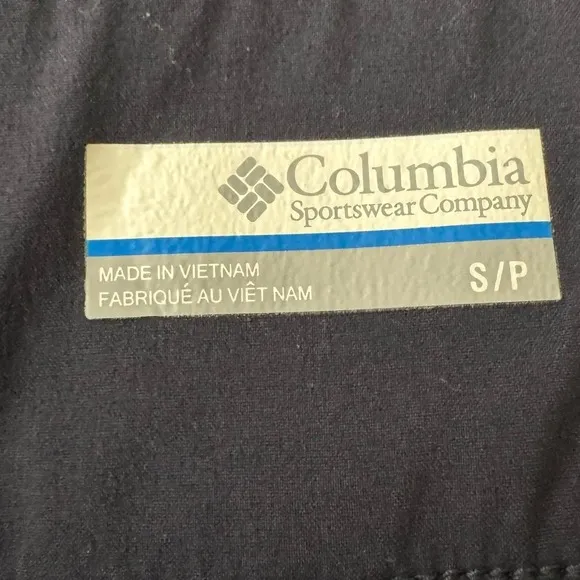 Columbia
Sportswear Company
MADE IN VIETNAM
FABRIQUÉ AU VIÊT NAM
S/P